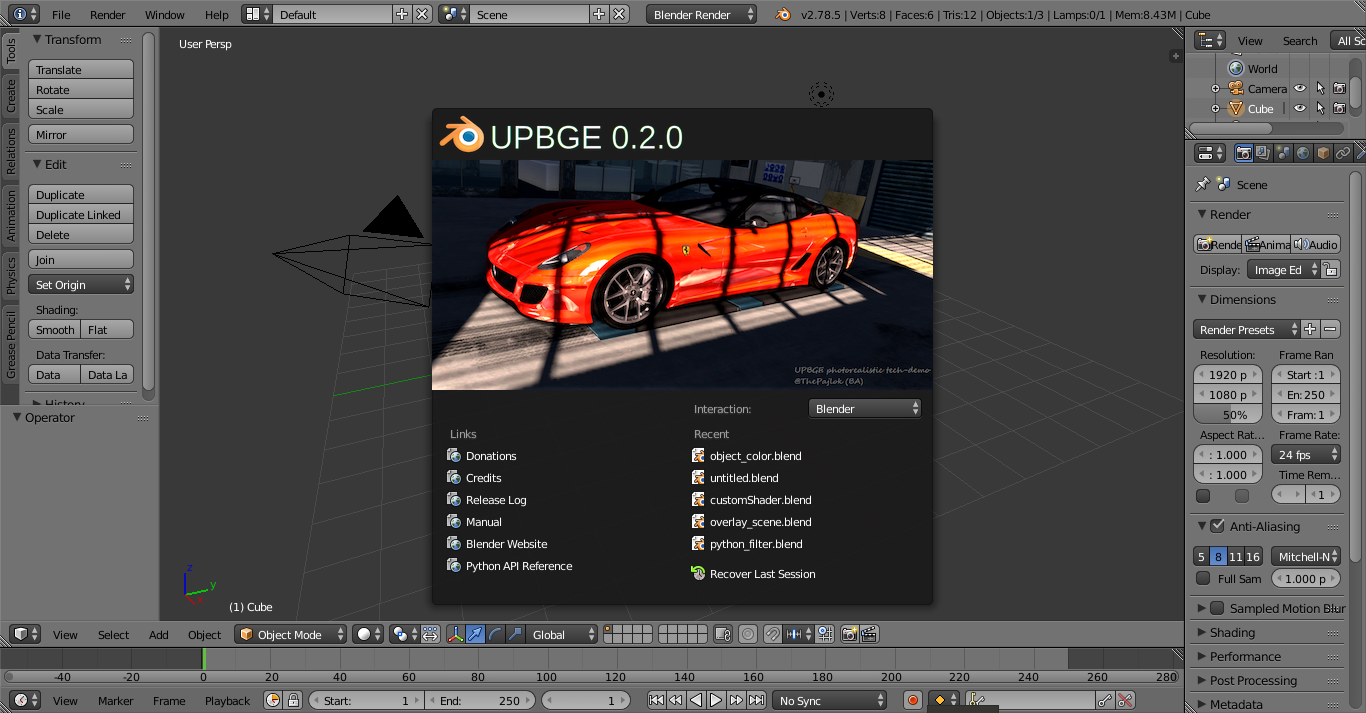 File Render Window Help Default Scene Blender Render v2.78.5 | Verts:8 | Faces:6 | Tris:12 | Objects:1/3 | Lamps:0/1 | Mem:8.43M | Cube
Tools
Create
Relations
Animation
Physics
Grease Pencil
Transform
Translate
Rotate
Scale
Mirror
Edit
Duplicate
Duplicate Linked
Delete
Join
Set Origin
Shading:
Smooth Flat
Data Transfer:
Data Data La
History
Operator
User Persp
UPBGE 0.2.0
UPBGE photorealistic tech-demo
@ThePajlok (BA)
Interaction: Blender
Links
Donations
Credits
Release Log
Manual
Blender Website
Python API Reference
Recent
object_color.blend
untitled.blend
customShader.blend
overlay_scene.blend
python_filter.blend
Recover Last Session
z
y
x
(1) Cube
View Select Add Object Object Mode Global
-40 -20 0 20 40 60 80 100 120 140 160 180 200 220 240 260 280
View Marker Frame Playback Start: 1 End: 250 1 No Sync
View Search All Sc
World
Camera
Cube
Scene
Render
Rende Anima Audio
Display: Image Ed
Dimensions
Render Presets
Resolution: Frame Ran
1920 p Start :1
1080 p En: 250
50% Fram: 1
Aspect Rat... Frame Rate:
: 1.000 24 fps
: 1.000 Time Rem...
1
Anti-Aliasing
5 8 11 16 Mitchell-N
Full Sam 1.000 p
Sampled Motion Blur
Shading
Performance
Post Processing
Metadata